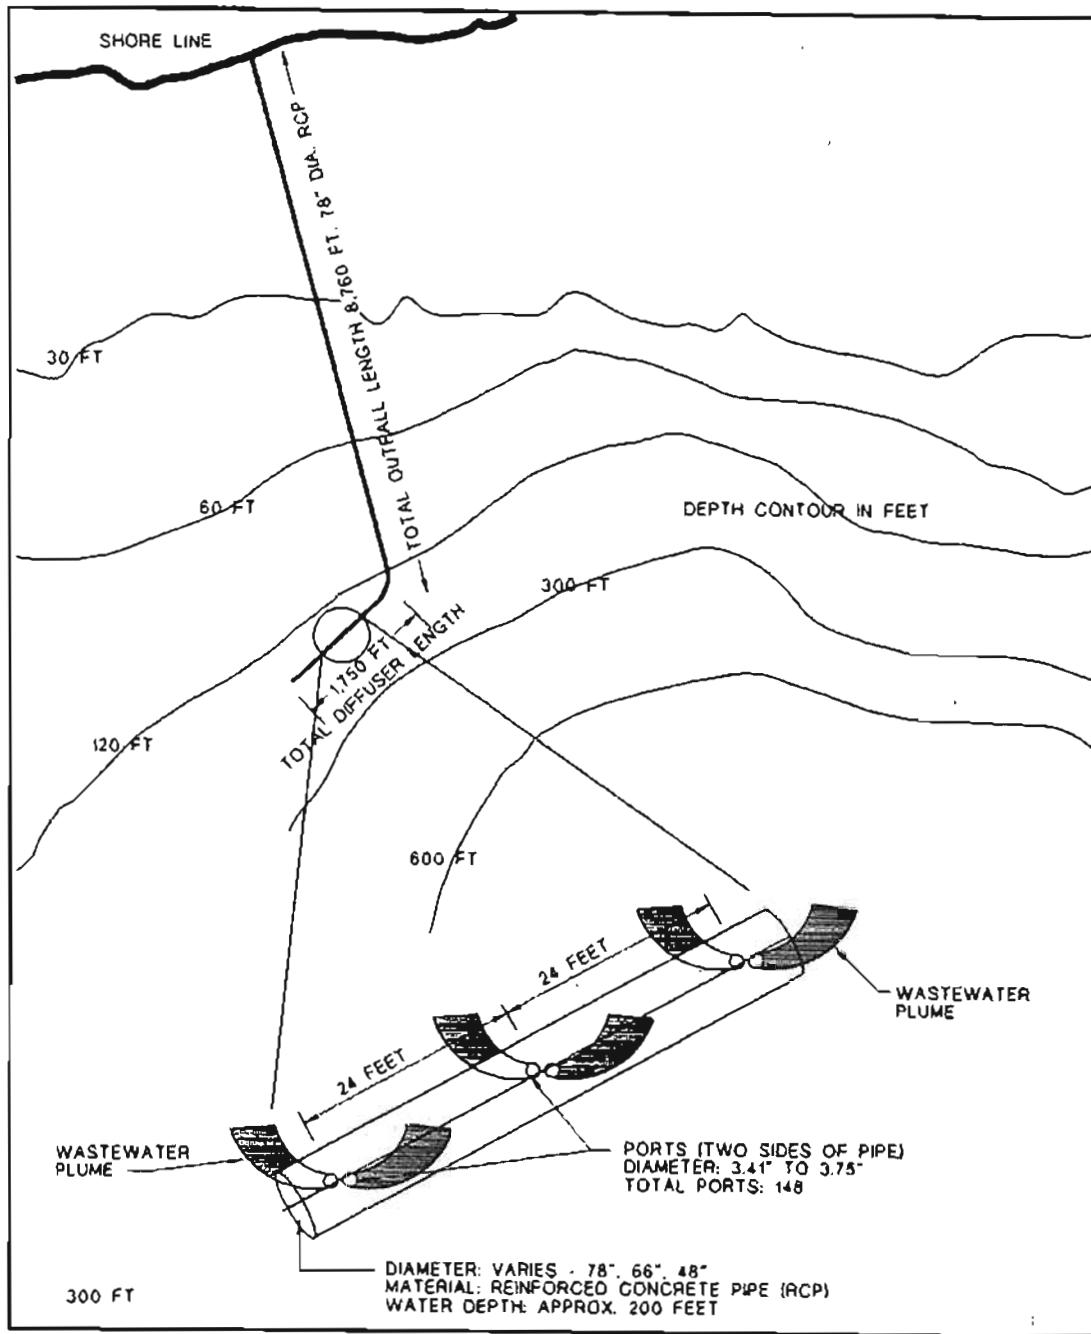 SHORE LINE
TOTAL OUTFALL LENGTH 8,760 FT. 78" DIA. RCP
30 FT
60 FT
DEPTH CONTOUR IN FEET
300 FT
1,750 FT
TOTAL DIFFUSER LENGTH
120 FT
600 FT
24 FEET
WASTEWATER
PLUME
24 FEET
WASTEWATER
PLUME
PORTS (TWO SIDES OF PIPE)
DIAMETER: 3.41" TO 3.75"
TOTAL PORTS: 148
DIAMETER: VARIES - 78", 66", 48"
MATERIAL: REINFORCED CONCRETE PIPE (RCP)
WATER DEPTH: APPROX. 200 FEET
300 FT